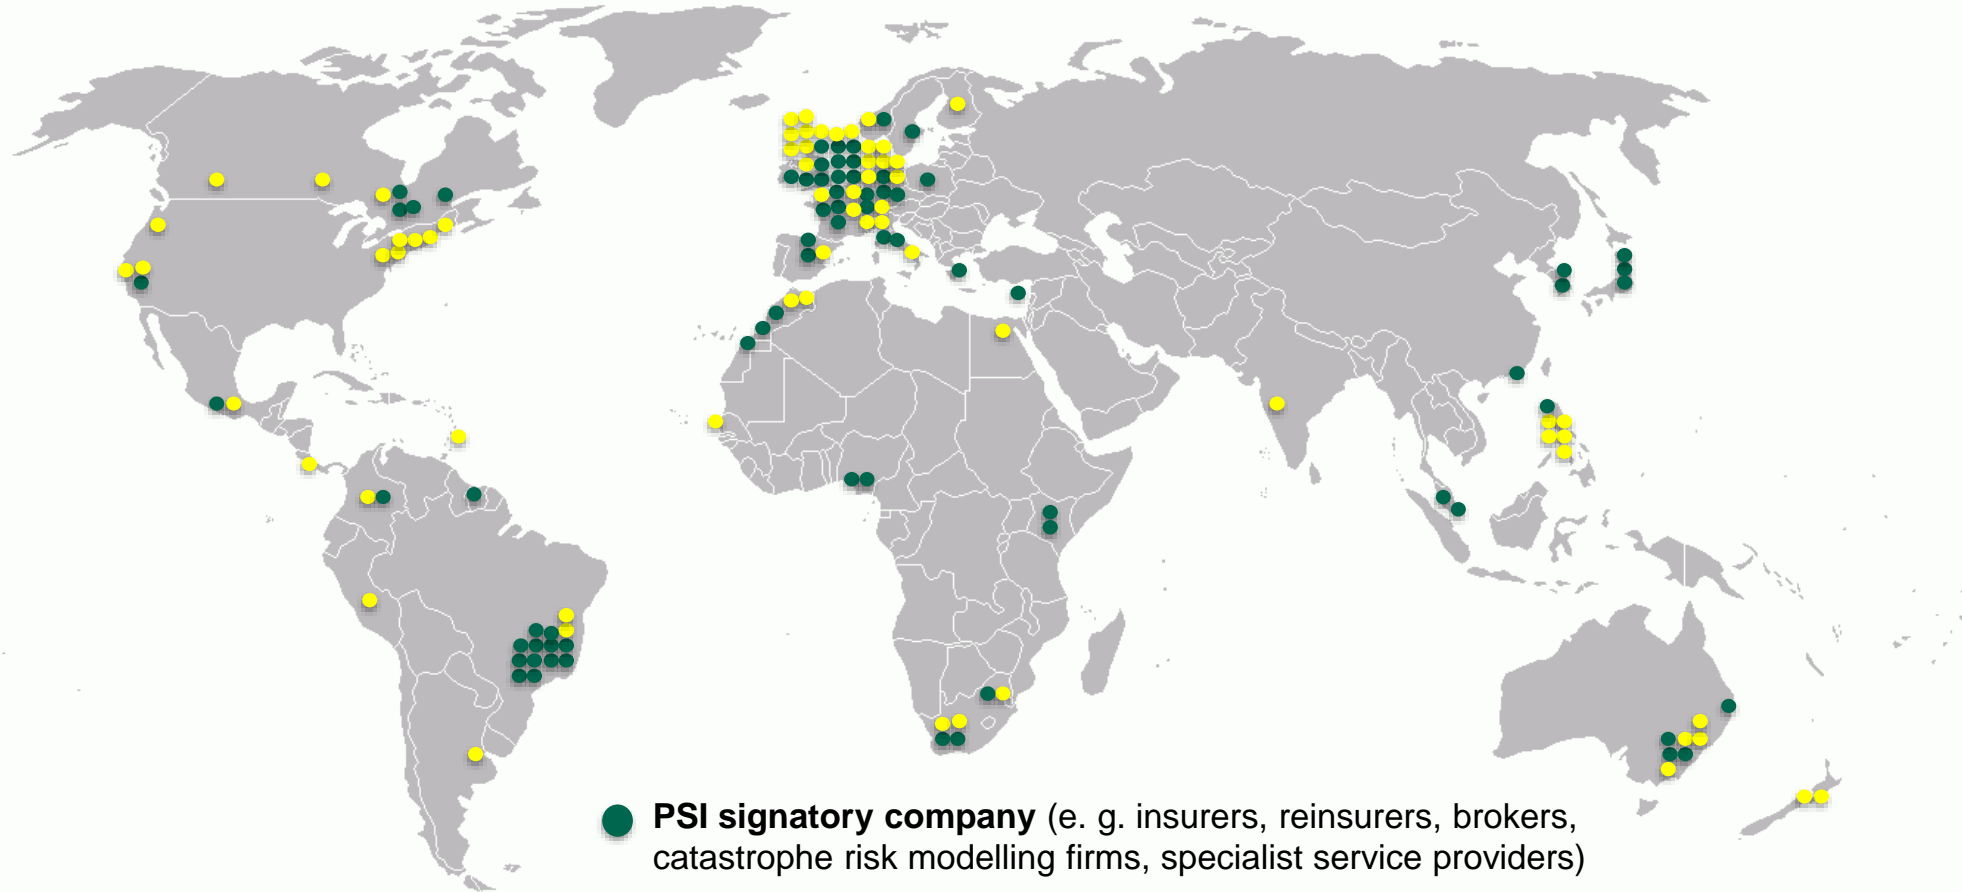 PSI signatory company (e. g. insurers, reinsurers, brokers,
catastrophe risk modelling firms, specialist service providers)